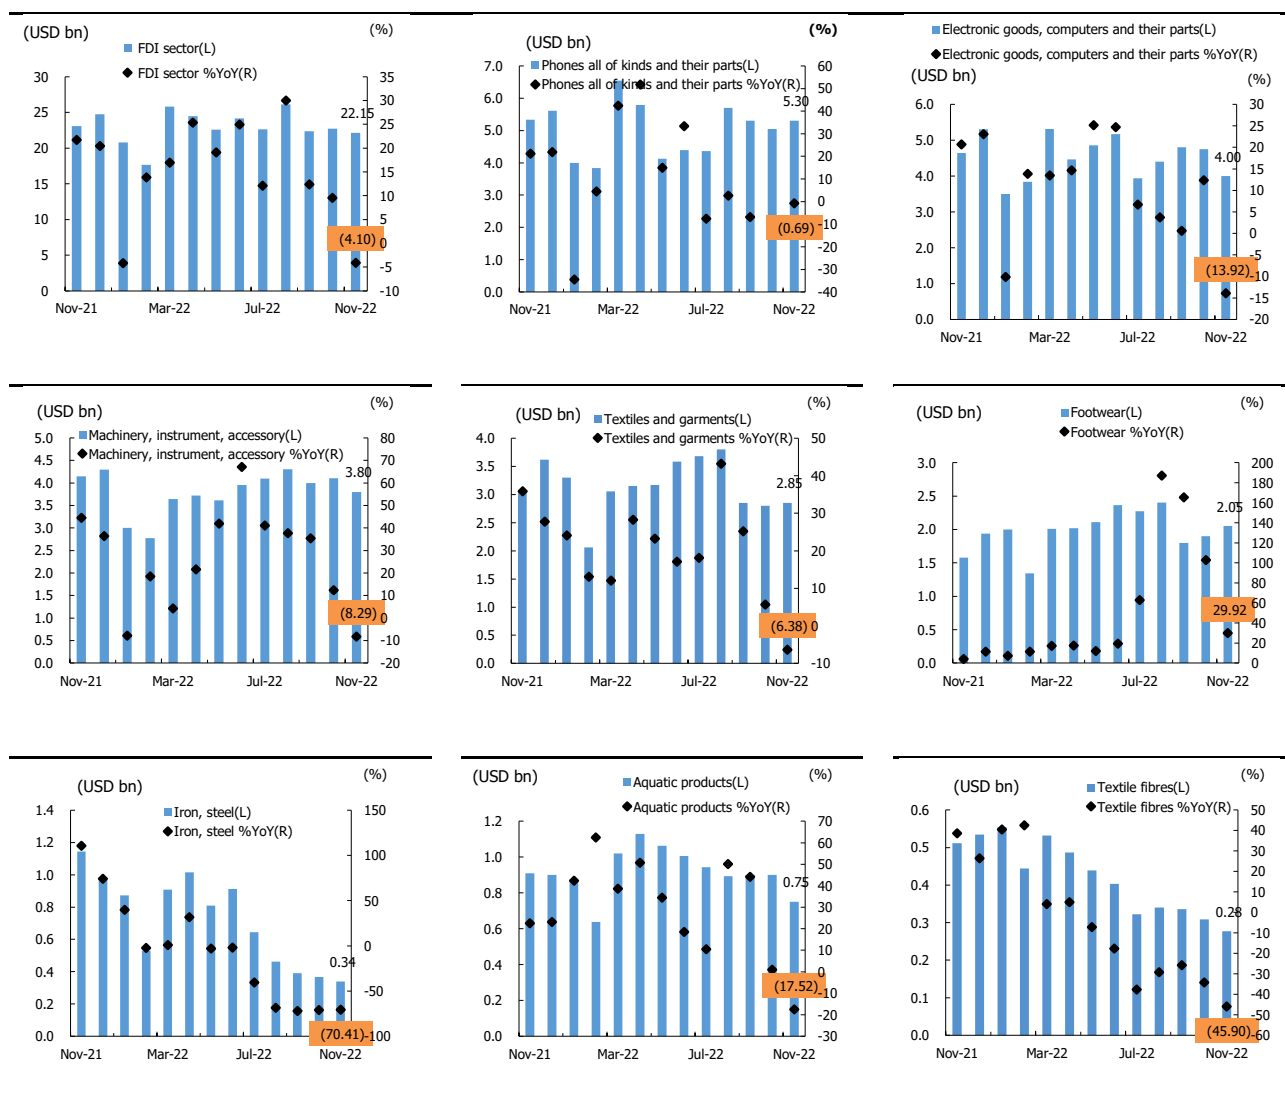 (USD bn)
(%)
FDI sector(L)
FDI sector %YoY(R)
30
25
20
15
10
5
0
35
30
25
20
15
10
5
0
-5
-10
22.15
(4.10)
Nov-21
Mar-22
Jul-22
Nov-22
(USD bn)
(%)
Phones all of kinds and their parts(L)
Phones all of kinds and their parts %YoY(R)
7.0
6.0
5.0
4.0
3.0
2.0
1.0
0.0
60
50
40
30
20
10
0
-10
-20
-30
-40
5.30
(0.69)
Nov-21
Mar-22
Jul-22
Nov-22
Electronic goods, computers and their parts(L)
Electronic goods, computers and their parts %YoY(R)
(USD bn)
(%)
6.0
5.0
4.0
3.0
2.0
1.0
0.0
30
25
20
15
10
5
0
-5
-10
-15
-20
4.00
(13.92)
Nov-21
Mar-22
Jul-22
Nov-22
(USD bn)
(%)
Machinery, instrument, accessory(L)
Machinery, instrument, accessory %YoY(R)
5.0
4.5
4.0
3.5
3.0
2.5
2.0
1.5
1.0
0.5
0.0
80
70
60
50
40
30
20
10
0
-10
-20
3.80
(8.29)
Nov-21
Mar-22
Jul-22
Nov-22
(USD bn)
(%)
Textiles and garments(L)
Textiles and garments %YoY(R)
4.0
3.5
3.0
2.5
2.0
1.5
1.0
0.5
0.0
50
40
30
20
10
0
-10
2.85
(6.38)
Nov-21
Mar-22
Jul-22
Nov-22
(USD bn)
(%)
Footwear(L)
Footwear %YoY(R)
3.0
2.5
2.0
1.5
1.0
0.5
0.0
200
180
160
140
120
100
80
60
40
20
0
2.05
29.92
Nov-21
Mar-22
Jul-22
Nov-22
(USD bn)
(%)
Iron, steel(L)
Iron, steel %YoY(R)
1.4
1.2
1.0
0.8
0.6
0.4
0.2
0.0
150
100
50
0
-50
-100
0.34
(70.41)
Nov-21
Mar-22
Jul-22
Nov-22
(USD bn)
(%)
Aquatic products(L)
Aquatic products %YoY(R)
1.2
1.0
0.8
0.6
0.4
0.2
0.0
70
60
50
40
30
20
10
0
-10
-20
-30
0.75
(17.52)
Nov-21
Mar-22
Jul-22
Nov-22
(USD bn)
(%)
Textile fibres(L)
Textile fibres %YoY(R)
0.6
0.5
0.4
0.3
0.2
0.1
0.0
50
40
30
20
10
0
-10
-20
-30
-40
-50
-60
0.28
(45.90)
Nov-21
Mar-22
Jul-22
Nov-22